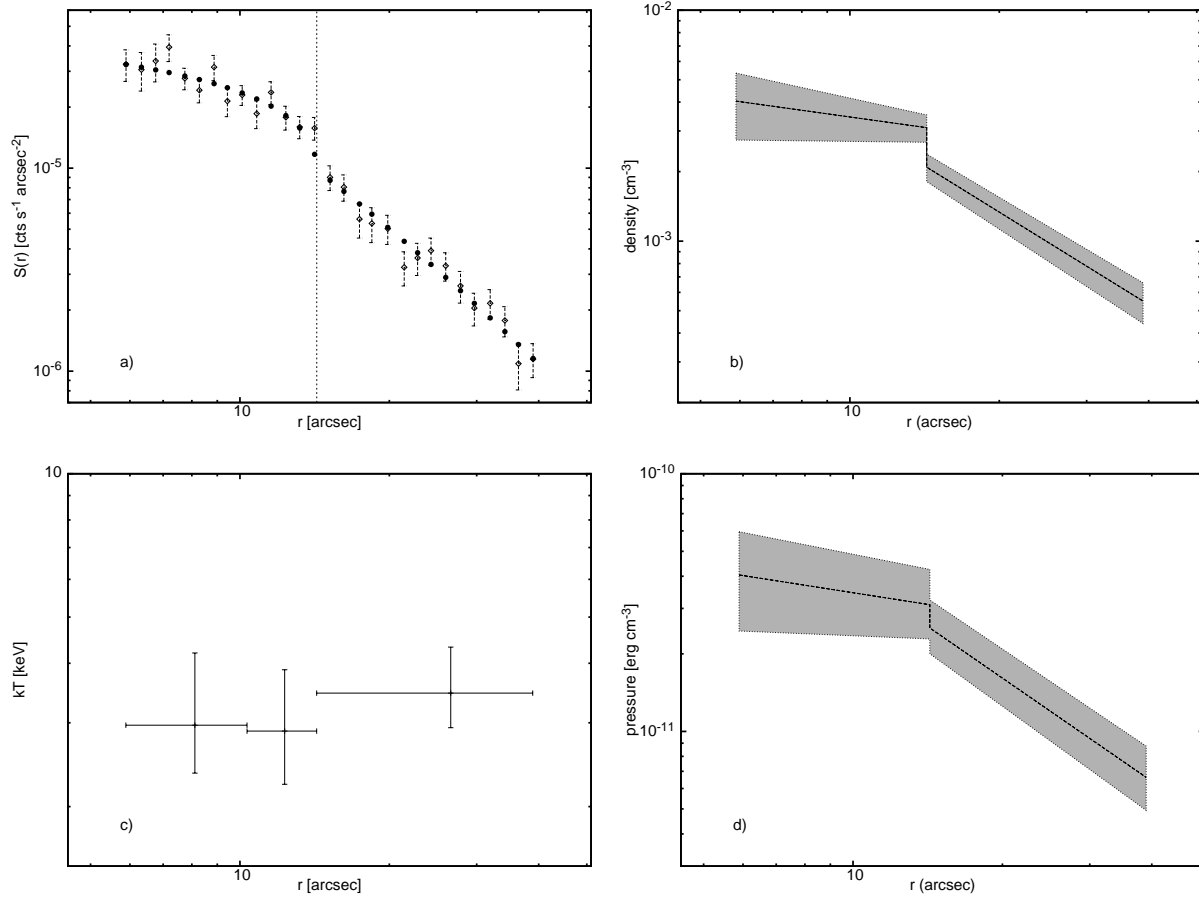 10^-5
10^-6
S(r) [cts s^-1 arcsec^-2]
a)
10
r [arcsec]
10^-2
10^-3
density [cm^-3]
b)
10
r (acrsec)
10
kT [keV]
c)
10
r [arcsec]
10^-10
10^-11
pressure [erg cm^-3]
d)
10
r (arcsec)